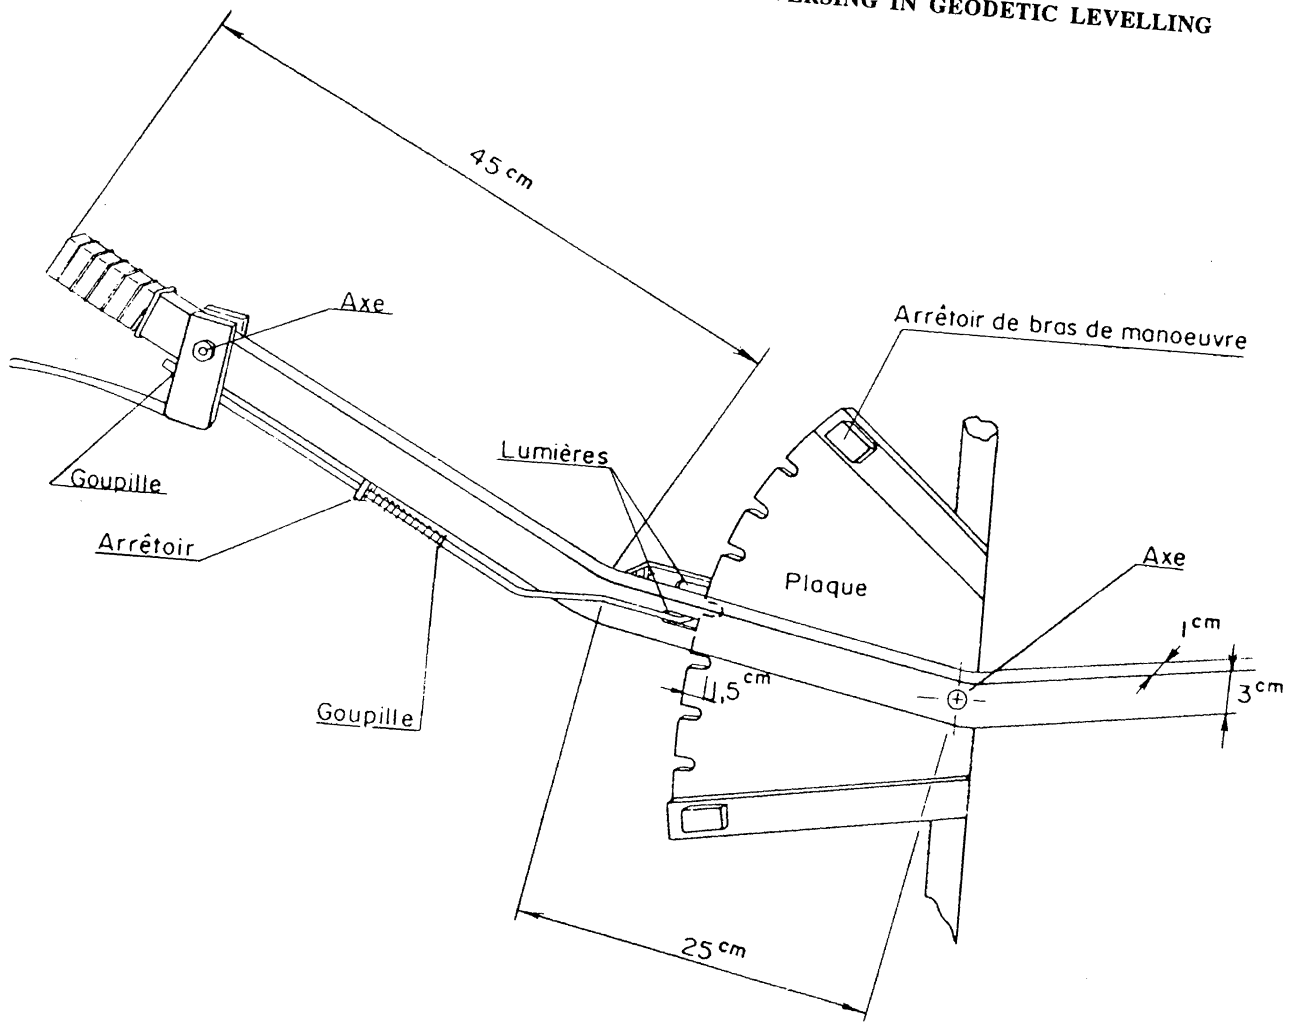 IN GEODETIC LEVELLING
45 cm
Axe
Arrêtoir de bras de manoeuvre
Lumières
Goupille
Arrêtoir
Axe
Plaque
1 cm
1,5 cm
3 cm
Goupille
25 cm